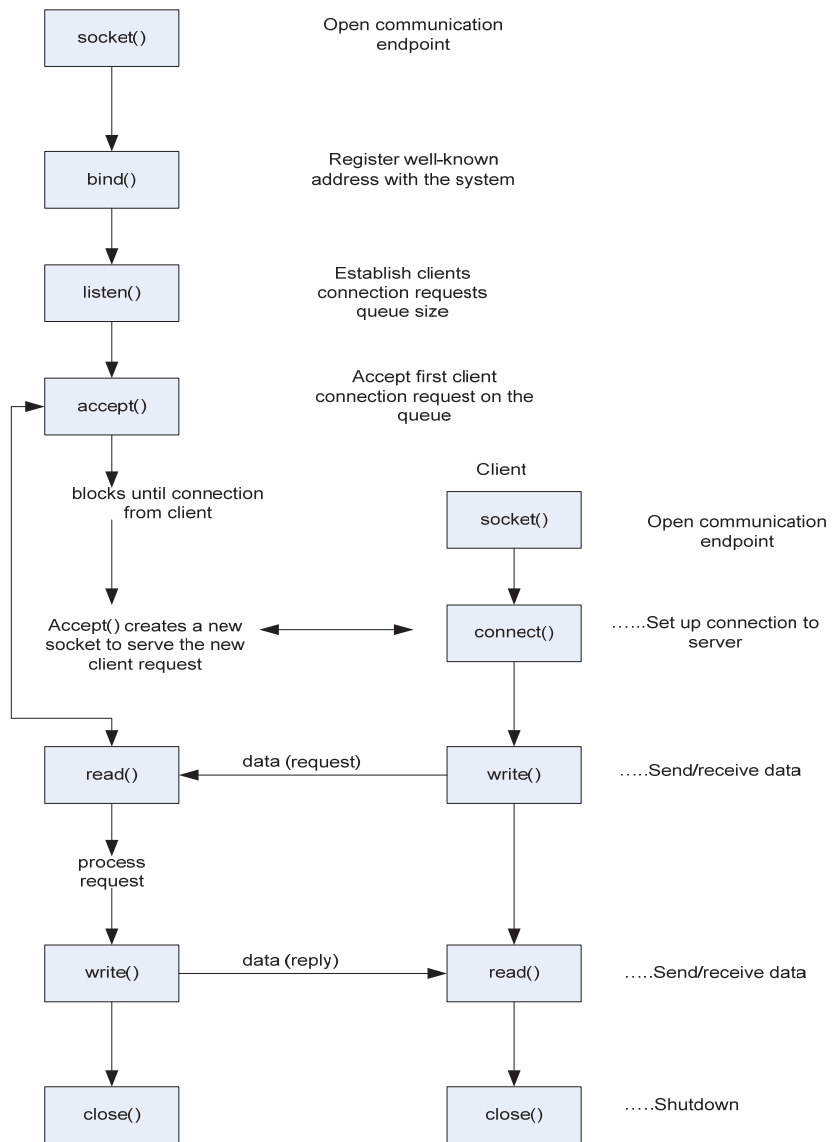 socket()
Open communication
endpoint
bind()
Register well-known
address with the system
listen()
Establish clients
connection requests
queue size
accept()
Accept first client
connection request on the
queue
blocks until connection
from client
Client
socket()
Open communication
endpoint
Accept() creates a new
socket to serve the new
client request
connect()
......Set up connection to
server
read()
data (request)
write()
.....Send/receive data
process
request
write()
data (reply)
read()
.....Send/receive data
close()
close()
.....Shutdown